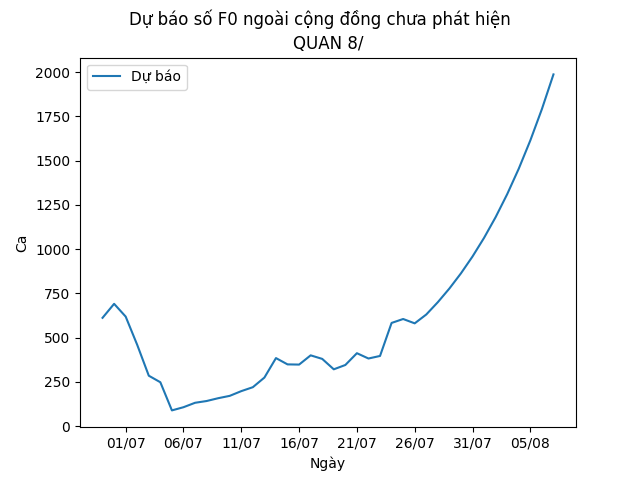 Dự báo số F0 ngoài cộng đồng chưa phát hiện
QUAN 8/
Dự báo
2000
1750
1500
1250
1000
750
500
250
0
Ca
01/07 06/07 11/07 16/07 21/07 26/07 31/07 05/08
Ngày